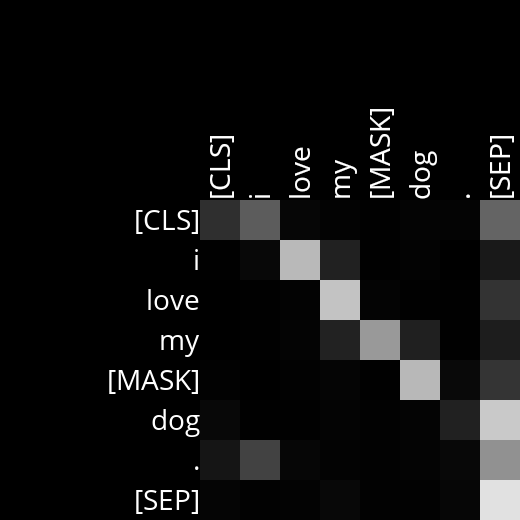 [CLS] i love my [MASK] dog . [SEP]
[CLS]
i
love
my
[MASK]
dog
.
[SEP]